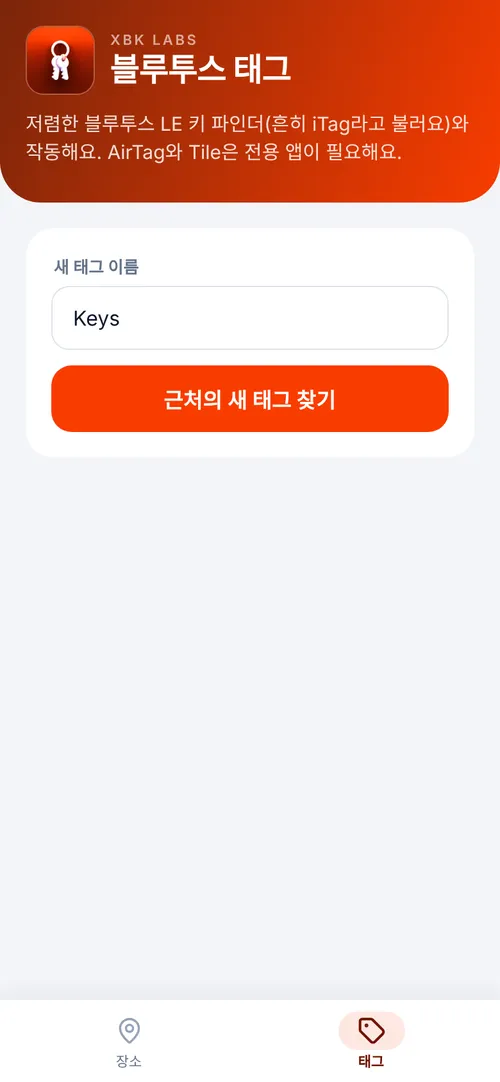 XBK LABS
블루투스 태그
저렴한 블루투스 LE 키 파인더(흔히 iTag라고 불러요)와
작동해요. AirTag와 Tile은 전용 앱이 필요해요.
새 태그 이름
Keys
근처의 새 태그 찾기
장소
태그